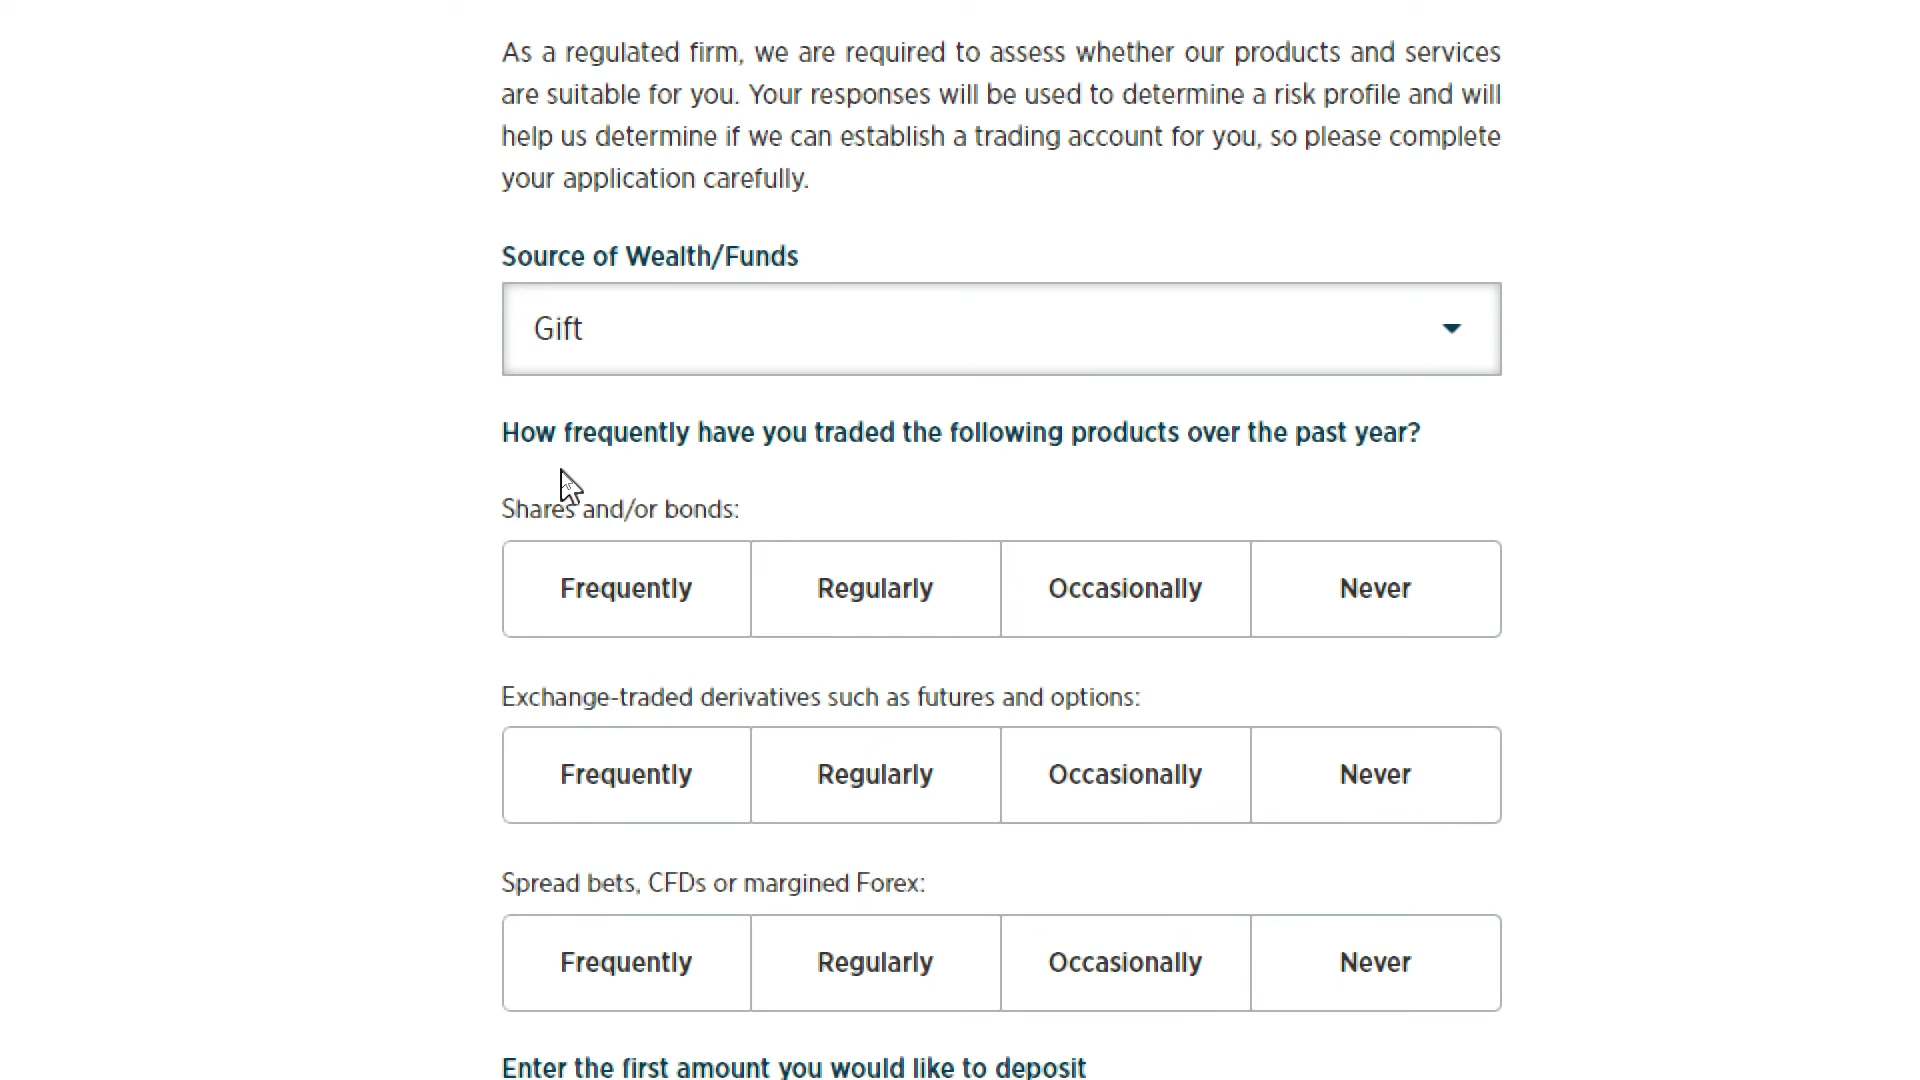 As a regulated firm, we are required to assess whether our products and services
are suitable for you. Your responses will be used to determine a risk profile and will
help us determine if we can establish a trading account for you, so please complete
your application carefully.
Source of Wealth/Funds
Gift
How frequently have you traded the following products over the past year?
Shares and/or bonds:
Frequently Regularly Occasionally Never
Exchange-traded derivatives such as futures and options:
Frequently Regularly Occasionally Never
Spread bets, CFDs or margined Forex:
Frequently Regularly Occasionally Never
Enter the first amount you would like to deposit